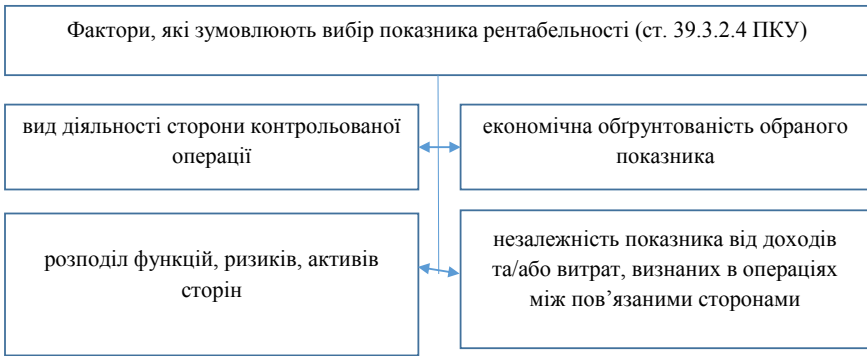 Фактори, які зумовлюють вибір показника рентабельності (ст. 39.3.2.4 ПКУ)
вид діяльності сторони контрольованої
операції
економічна обґрунтованість обраного
показника
розподіл функцій, ризиків, активів
сторін
незалежність показника від доходів
та/або витрат, визнаних в операціях
між пов’язаними сторонами